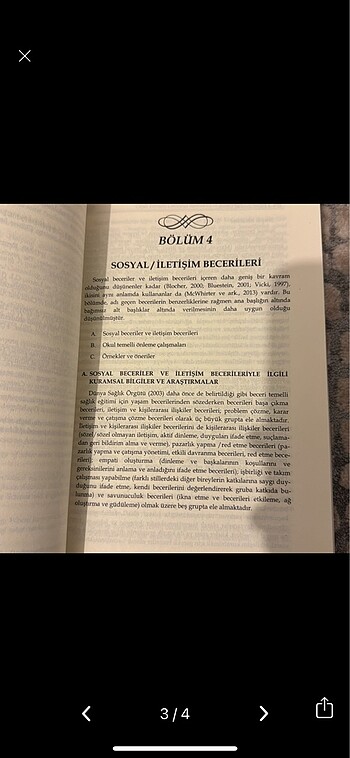 BÖLÜM 4
SOSYAL/İLETİŞİM BECERİLERİ
Sosyal beceriler ve iletişim becerileri içeren daha geniş bir kavram
olduğunu düşünenler kadar (Blocher, 2000, Bluestein, 2001; Vicki, 1997),
ikisini aynı anlamda kullananlar da (McWhirter ve ark., 2013) vardır. Bu
bölümde, adı geçen becerilerin benzerliklerine rağmen ana başlığın altında
bağımsız alt başlıklar altında verilmesinin daha uygun olduğu
düşünülmüştür.
A. Sosyal beceriler ve iletişim becerileri
B. Okul temelli önleme çalışmaları
C. Örnekler ve öneriler
A. SOSYAL BECERİLER VE İLETİŞİM BECERİLERİYLE İLGİLİ
KURAMSAL BİLGİLER VE ARAŞTIRMALAR
Dünya Sağlık Örgütü (2003) daha önce de belirtildiği gibi beceri temelli
sağlık eğitimi için yaşam becerilerinden sözederken becerileri başa çıkma
becerileri, iletişim ve kişilerarası ilişkiler becerileri; problem çözme, karar
verme ve çatışma çözme becerileri olarak üç büyük grupta ele almaktadır.
İletişim ve kişilerarası ilişkiler becerilerini de kişilerarası ilişkiler becerileri
(sözel/sözel olmayan iletişim, aktif dinleme, duyguları ifade etme, suçlama-
dan geri bildirim alma ve verme), pazarlık yapma /red etme becerileri (pa-
zarlık yapma ve çatışma yönetimi, etkili davranma becerileri, red etme bece-
rileri); empati oluşturma (dinleme ve başkalarının koşullarını ve
gereksinimlerini anlama ve anladığını ifade etme becerileri); işbirliği ve takım
çalışması yapabilme (farklı stillerdeki diğer bireylerin katkılarına saygı duy-
duğunu ifade etme, kendi becerilerini değerlendirerek gruba katkıda bu-
lunma) ve savunuculuk becerileri (ikna etme ve becerileri etkileme, ağ
oluşturma ve güdüleme) olmak üzere beş grupta ele almaktadır.
3/4